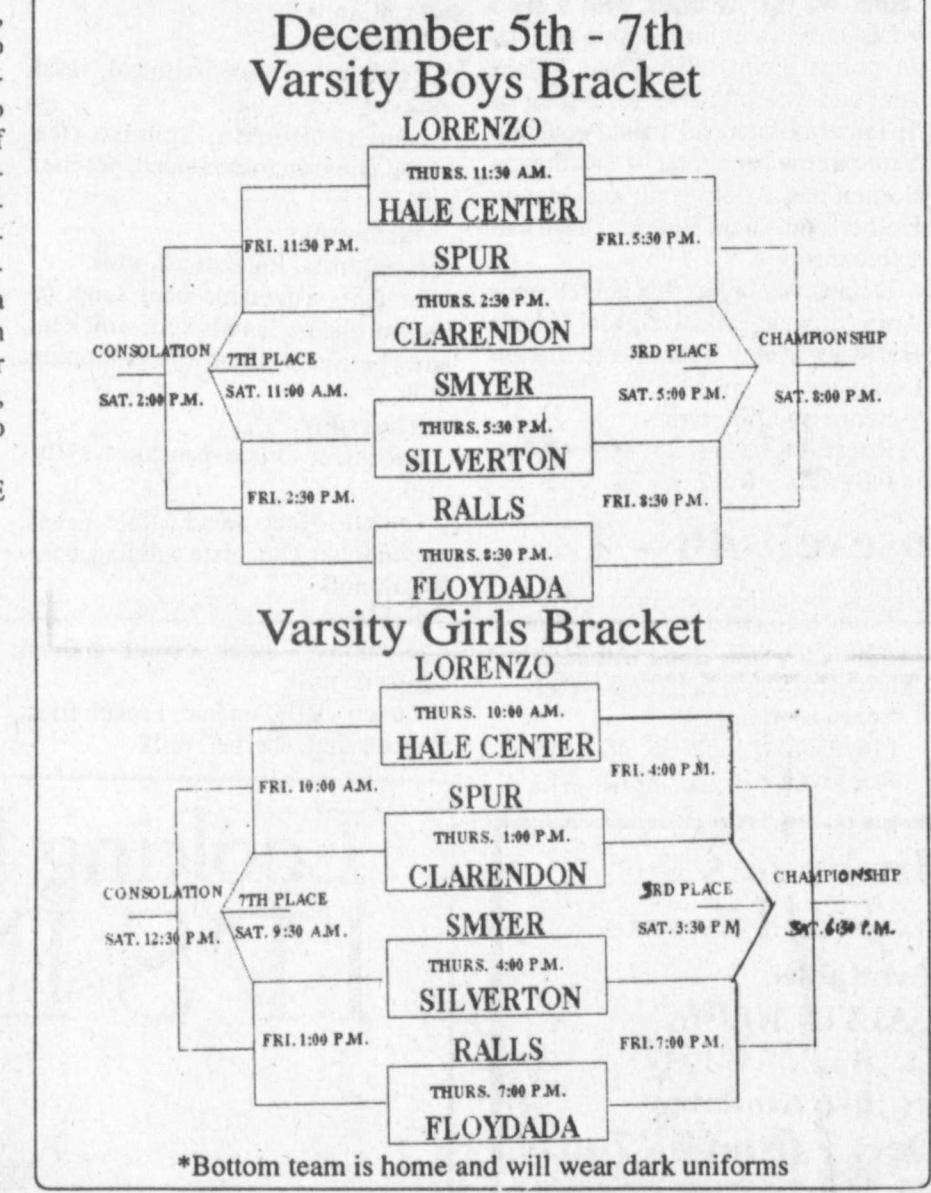 December 5th - 7th
Varsity Boys Bracket
LORENZO
THURS. 11:30 A.M.
HALE CENTER
FRI. 11:30 P.M.
FRI. 5:30 P.M.
SPUR
THURS. 2:30 P.M.
CLARENDON
CONSOLATION
7TH PLACE
3RD PLACE
CHAMPIONSHIP
SAT. 2:00 P.M.
SAT. 11:00 A.M.
SAT. 5:00 P.M.
SAT. 8:00 P.M.
SMYER
THURS. 5:30 P.M.
SILVERTON
FRI. 2:30 P.M.
FRI. 8:30 P.M.
RALLS
THURS. 8:30 P.M.
FLOYDADA
Varsity Girls Bracket
LORENZO
THURS. 10:00 A.M.
HALE CENTER
FRI. 10:00 A.M.
FRI. 4:00 P.M.
SPUR
THURS. 1:00 P.M.
CLARENDON
CONSOLATION
7TH PLACE
3RD PLACE
CHAMPIONSHIP
SAT. 12:30 P.M.
SAT. 9:30 A.M.
SAT. 3:30 P.M
SAT. 6:30 P.M.
SMYER
THURS. 4:00 P.M.
SILVERTON
FRI. 1:00 P.M.
FRI. 7:00 P.M.
RALLS
THURS. 7:00 P.M.
FLOYDADA
*Bottom team is home and will wear dark uniforms